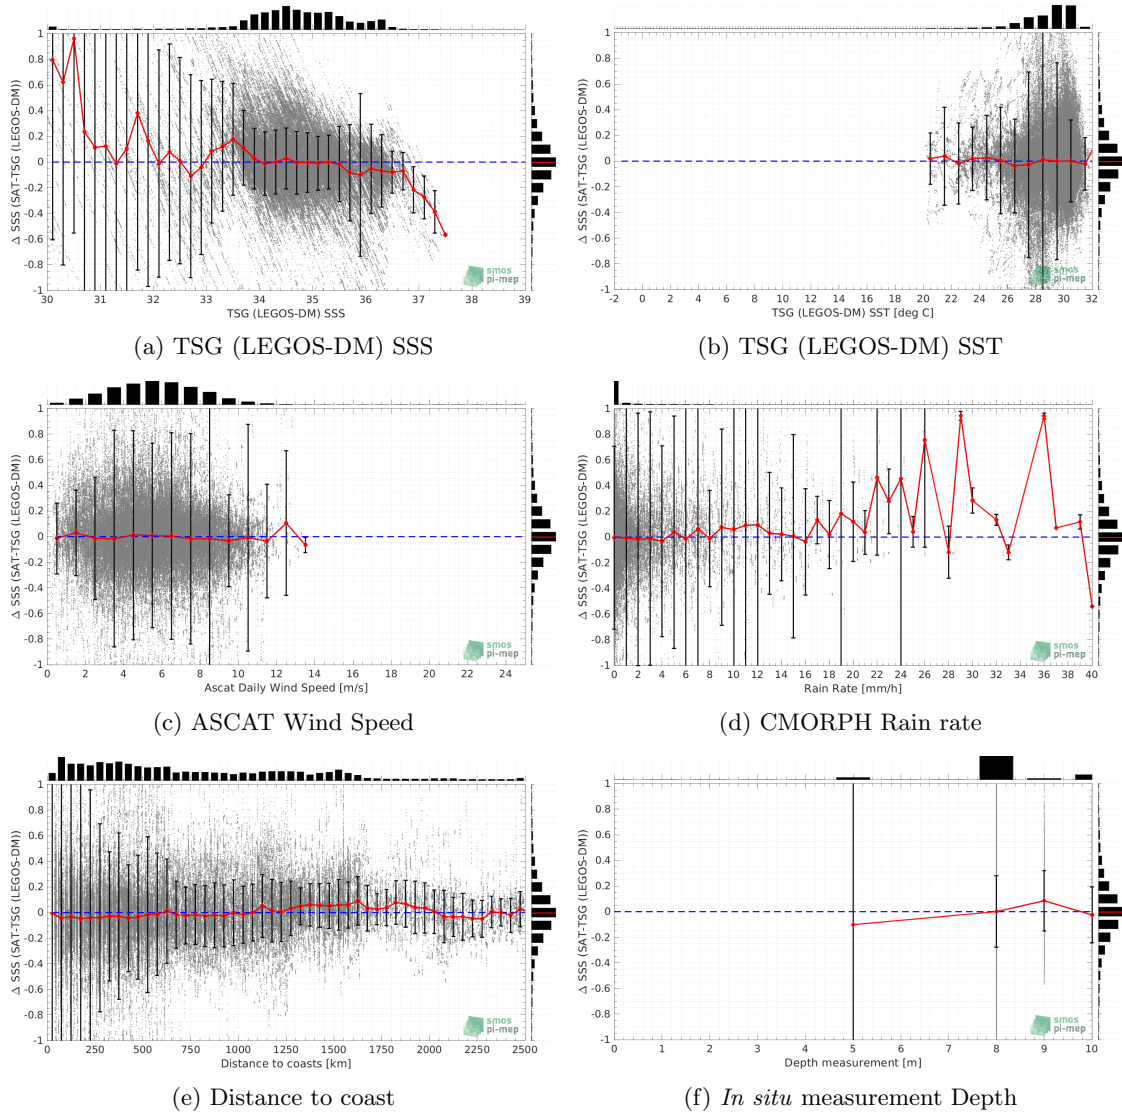 Δ SSS (SAT-TSG (LEGOS-DM))
1
0.8
0.6
0.4
0.2
0
-0.2
-0.4
-0.6
-0.8
-1
30 31 32 33 34 35 36 37 38 39
TSG (LEGOS-DM) SSS
smos
pi-mep
(a) TSG (LEGOS-DM) SSS
Δ SSS (SAT-TSG (LEGOS-DM))
1
0.8
0.6
0.4
0.2
0
-0.2
-0.4
-0.6
-0.8
-1
-2 0 2 4 6 8 10 12 14 16 18 20 22 24 26 28 30 32
TSG (LEGOS-DM) SST [deg C]
smos
pi-mep
(b) TSG (LEGOS-DM) SST
Δ SSS (SAT-TSG (LEGOS-DM))
1
0.8
0.6
0.4
0.2
0
-0.2
-0.4
-0.6
-0.8
-1
0 2 4 6 8 10 12 14 16 18 20 22 24
Ascat Daily Wind Speed [m/s]
smos
pi-mep
(c) ASCAT Wind Speed
Δ SSS (SAT-TSG (LEGOS-DM))
1
0.8
0.6
0.4
0.2
0
-0.2
-0.4
-0.6
-0.8
-1
0 2 4 6 8 10 12 14 16 18 20 22 24 26 28 30 32 34 36 38 40
Rain Rate [mm/h]
smos
pi-mep
(d) CMORPH Rain rate
Δ SSS (SAT-TSG (LEGOS-DM))
1
0.8
0.6
0.4
0.2
0
-0.2
-0.4
-0.6
-0.8
-1
0 250 500 750 1000 1250 1500 1750 2000 2250 2500
Distance to coasts [km]
smos
pi-mep
(e) Distance to coast
Δ SSS (SAT-TSG (LEGOS-DM))
1
0.8
0.6
0.4
0.2
0
-0.2
-0.4
-0.6
-0.8
-1
0 1 2 3 4 5 6 7 8 9 10
Depth measurement [m]
smos
pi-mep
(f) In situ measurement Depth